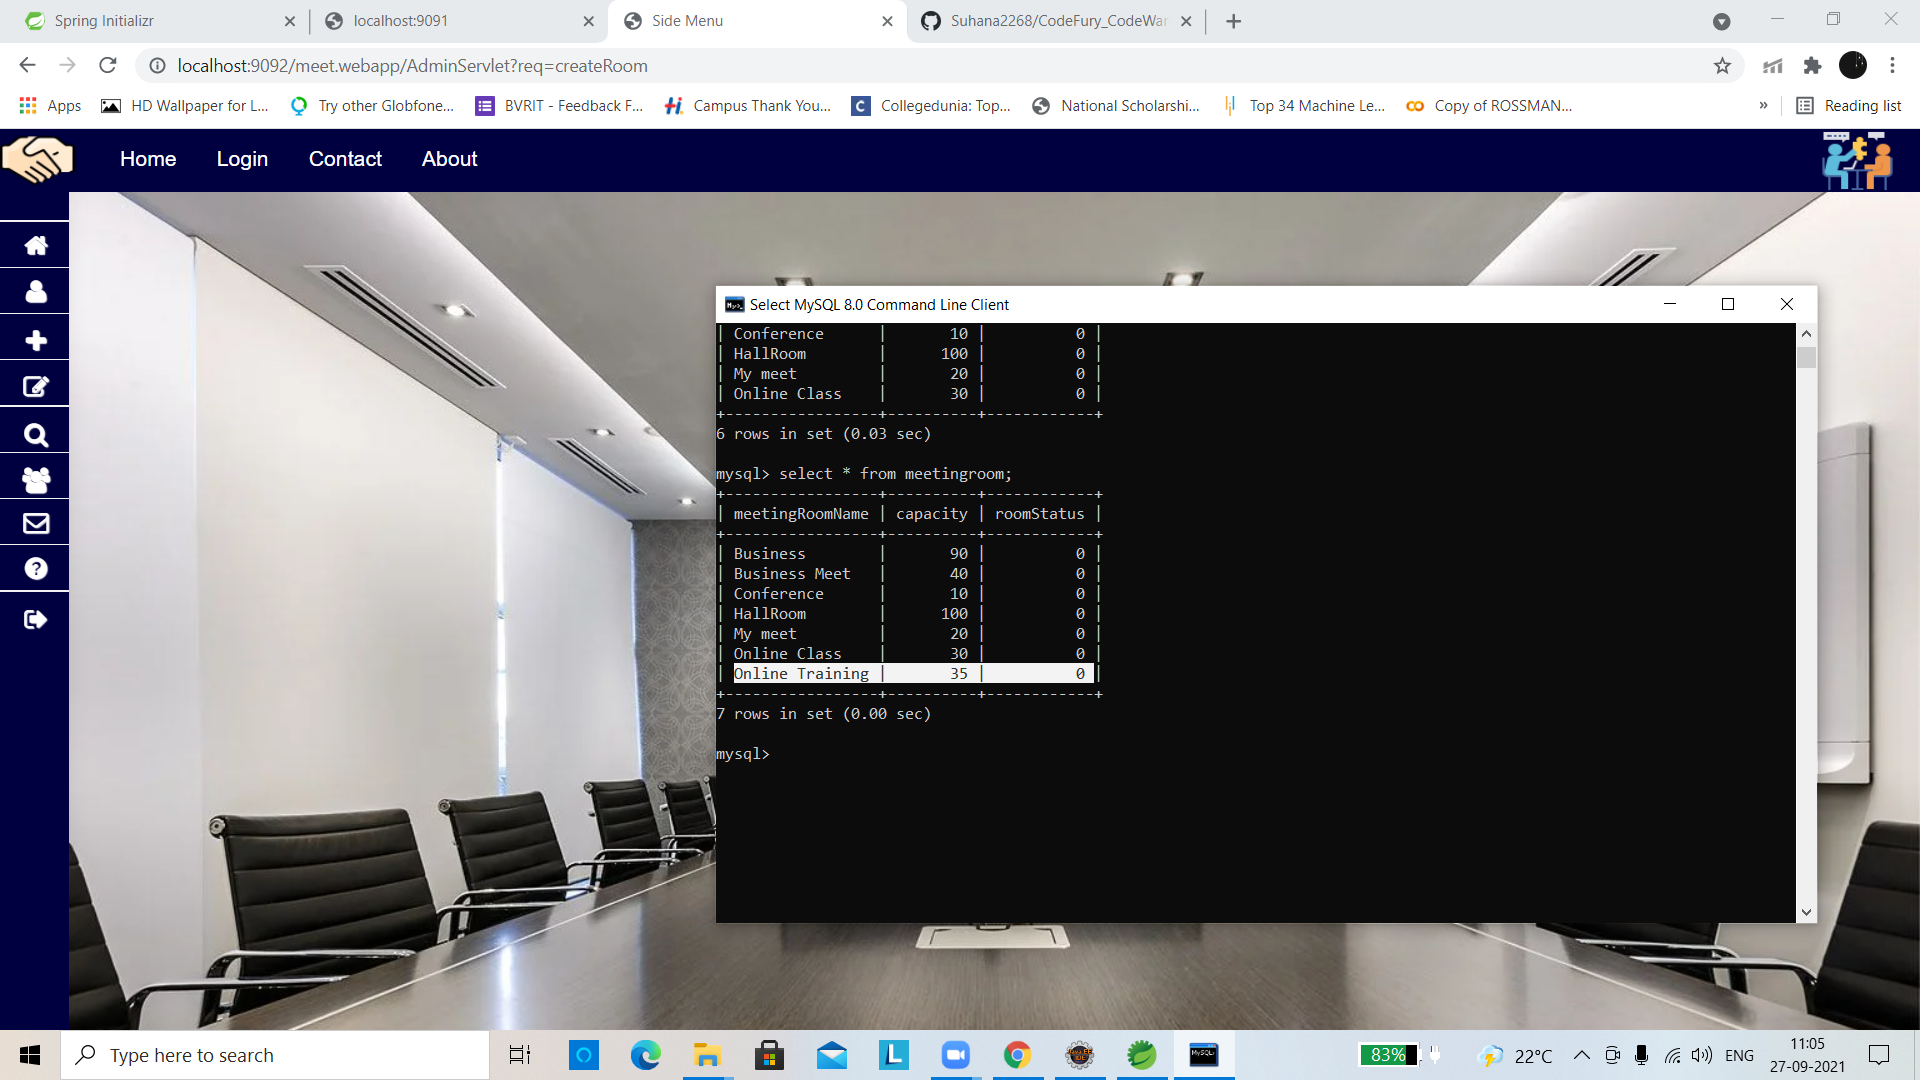 Spring Initializr
localhost:9091
Side Menu
Suhana2268/CodeFury_CodeWar
localhost:9092/meet.webapp/AdminServlet?req=createRoom
Apps
HD Wallpaper for L...
Try other Globfone...
BVRIT - Feedback F...
Campus Thank You...
Collegedunia: Top...
National Scholarshi...
Top 34 Machine Le...
Copy of ROSSMAN...
»
Reading list
Home
Login
Contact
About
Select MySQL 8.0 Command Line Client
| Conference | 10 | 0 |
| HallRoom | 100 | 0 |
| My meet | 20 | 0 |
| Online Class | 30 | 0 |
+-----------------+----------+------------+
6 rows in set (0.03 sec)
mysql> select * from meetingroom;
+-----------------+----------+------------+
| meetingRoomName | capacity | roomStatus |
+-----------------+----------+------------+
| Business | 90 | 0 |
| Business Meet | 40 | 0 |
| Conference | 10 | 0 |
| HallRoom | 100 | 0 |
| My meet | 20 | 0 |
| Online Class | 30 | 0 |
| Online Training | 35 | 0 |
+-----------------+----------+------------+
7 rows in set (0.00 sec)
mysql>
Type here to search
83%
22°C
ENG
11:05
27-09-2021